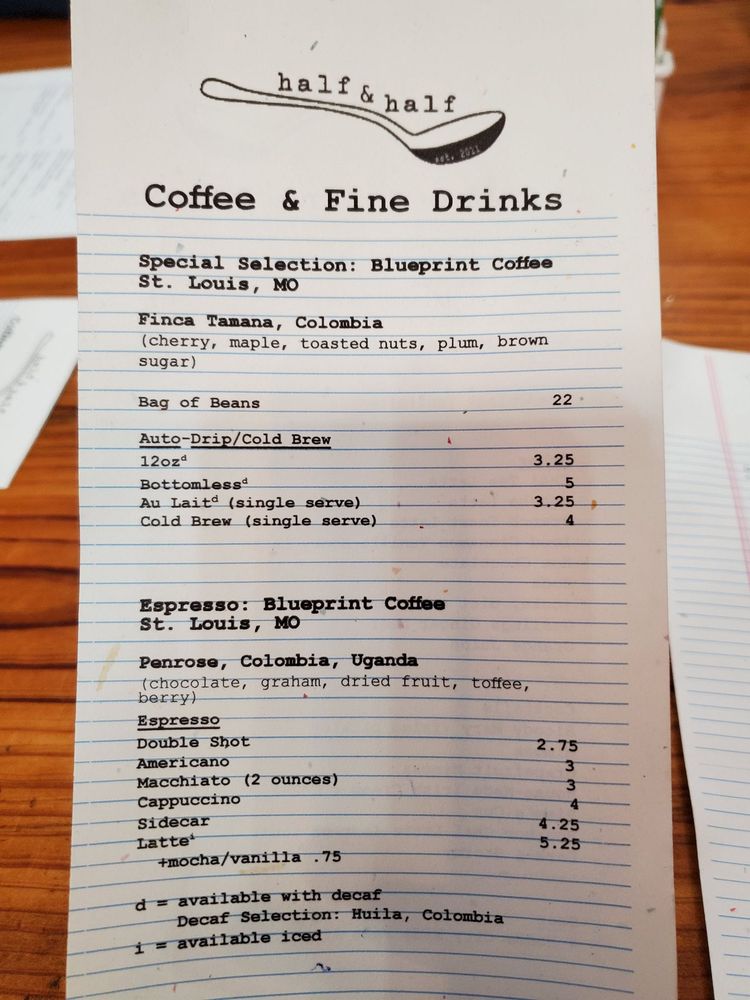 half & half
est. 2011
Coffee & Fine Drinks
Special Selection: Blueprint Coffee
St. Louis, MO
Finca Tamana, Colombia
(cherry, maple, toasted nuts, plum, brown
sugar)
Bag of Beans 22
Auto-Drip/Cold Brew
12ozᵈ 3.25
Bottomlessᵈ 5
Au Laitᵈ (single serve) 3.25
Cold Brew (single serve) 4
Espresso: Blueprint Coffee
St. Louis, MO
Penrose, Colombia, Uganda
(chocolate, graham, dried fruit, toffee,
berry)
Espresso
Double Shot 2.75
Americano 3
Macchiato (2 ounces) 3
Cappuccino 4
Sidecar 4.25
Latteⁱ 5.25
+mocha/vanilla .75
d = available with decaf
Decaf Selection: Huila, Colombia
i = available iced